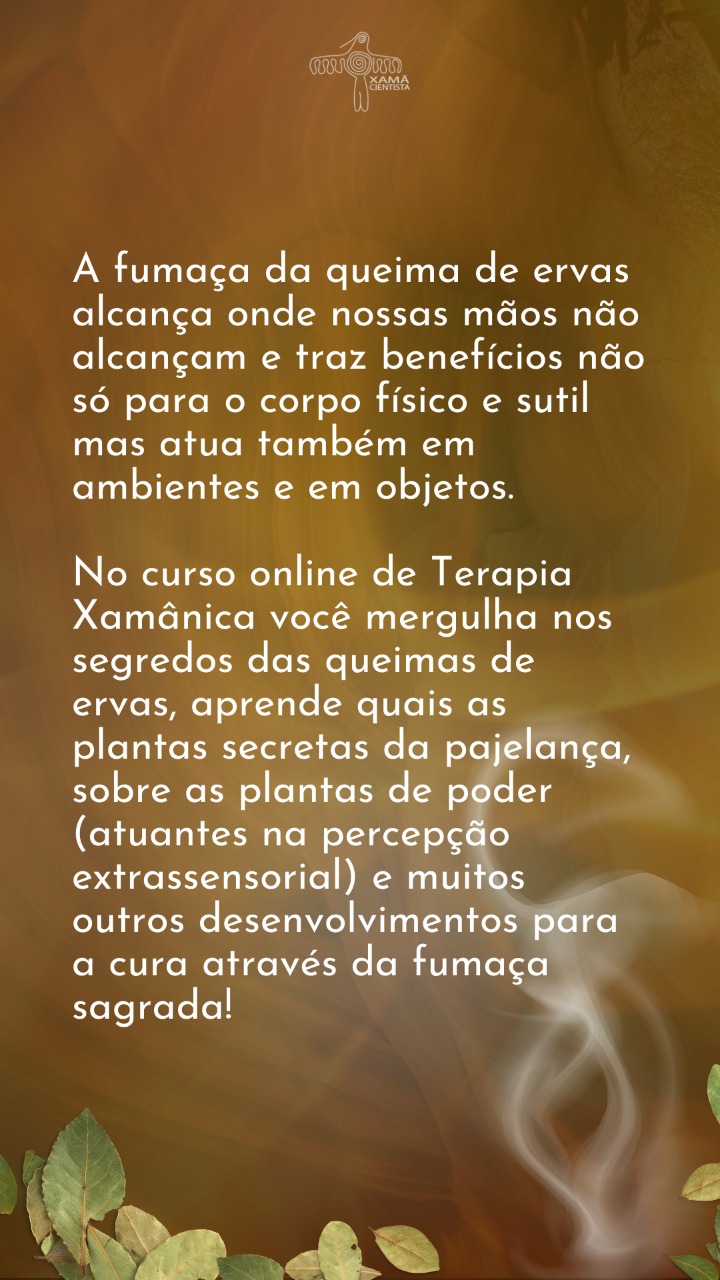 XAMÃ
CIENTISTA
A fumaça da queima de ervas
alcança onde nossas mãos não
alcançam e traz benefícios não
só para o corpo físico e sutil
mas atua também em
ambientes e em objetos.
No curso online de Terapia
Xamânica você mergulha nos
segredos das queimas de
ervas, aprende quais as
plantas secretas da pajelança,
sobre as plantas de poder
(atuantes na percepção
extrassensorial) e muitos
outros desenvolvimentos para
a cura através da fumaça
sagrada!